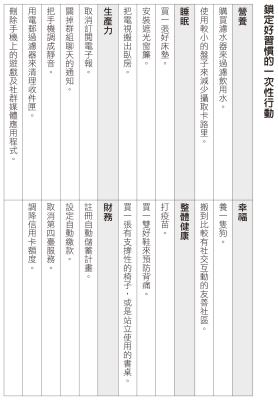 鎖定好習慣的一次性行動
營養
購買濾水器來過濾飲用水。
使用較小的盤子來減少攝取卡路里。
睡眠
買一張好床墊。
安裝遮光窗簾。
把電視搬出臥房。
生產力
取消訂閱電子報。
關掉群組聊天的通知。
把手機調成靜音。
用電郵過濾器來清理收件匣。
刪除手機上的遊戲及社群媒體應用程式。
幸福
養一隻狗。
搬到比較有社交互動的友善社區。
整體健康
打疫苗。
買一雙好鞋來預防背痛。
買一張有支撐性的椅子，或是站立使用的書桌。
財務
註冊自動儲蓄計畫。
設定自動繳款。
取消第四臺服務。
調降信用卡額度。